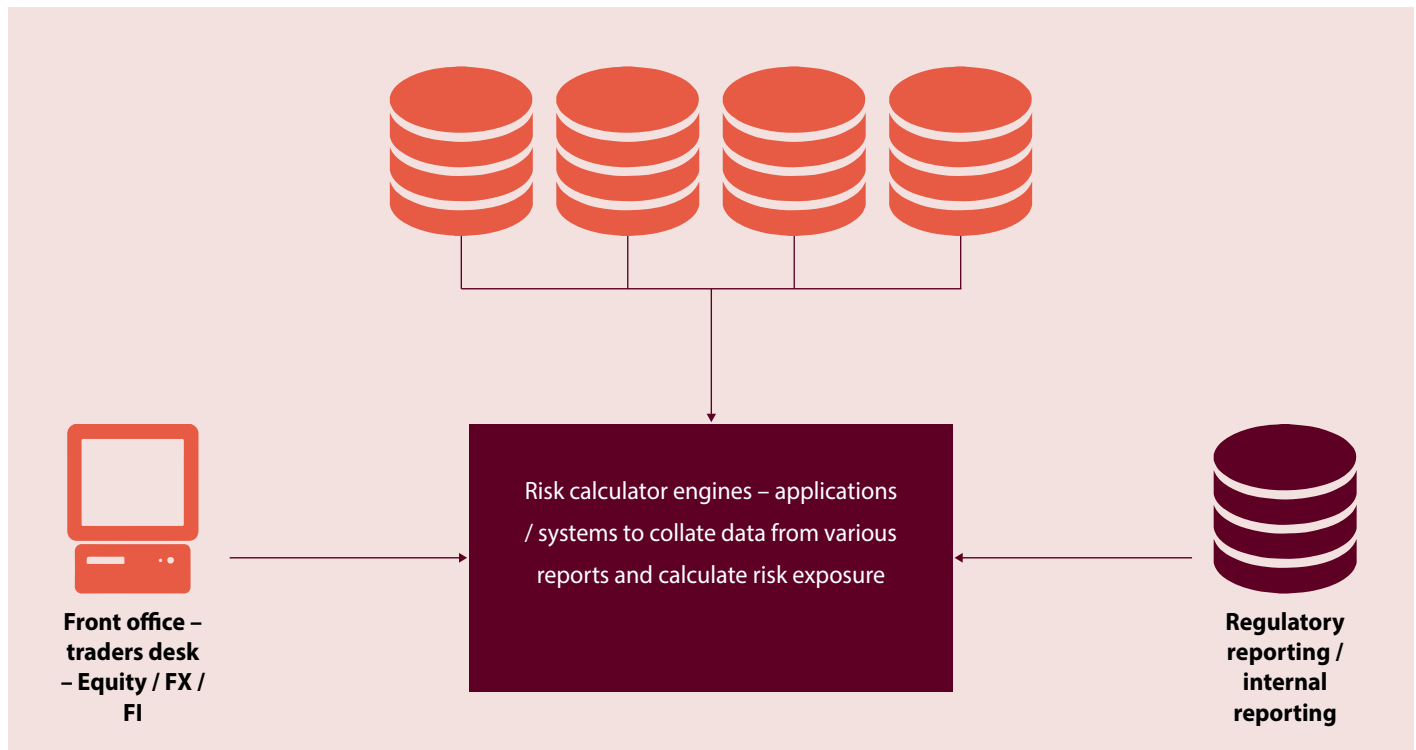 Risk calculator engines – applications
/ systems to collate data from various
reports and calculate risk exposure
Front office –
traders desk
– Equity / FX /
FI
Regulatory
reporting /
internal
reporting